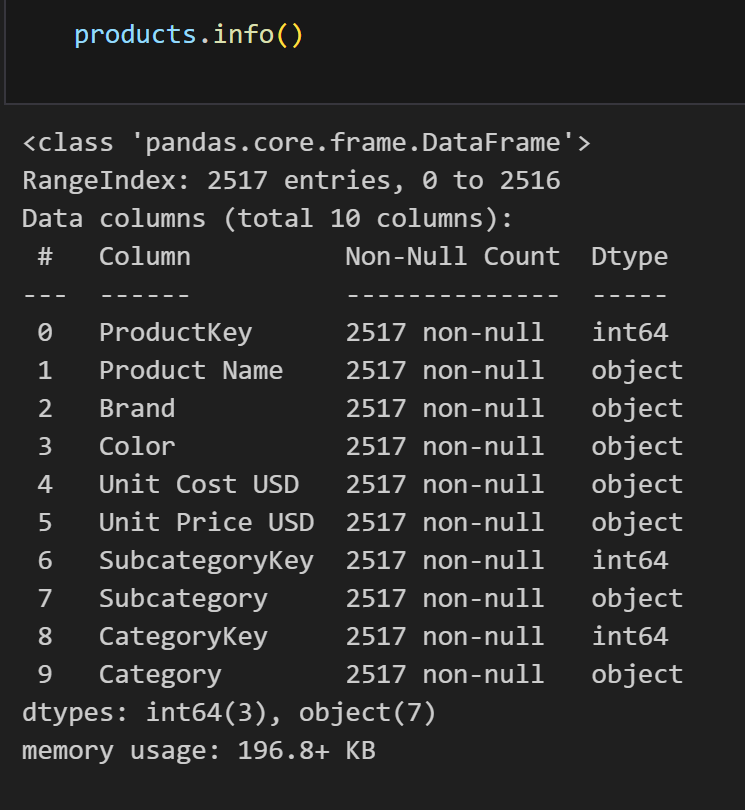 products.info()
<class 'pandas.core.frame.DataFrame'>
RangeIndex: 2517 entries, 0 to 2516
Data columns (total 10 columns):
 #   Column          Non-Null Count  Dtype
---  ------          --------------  -----
 0   ProductKey      2517 non-null   int64
 1   Product Name    2517 non-null   object
 2   Brand           2517 non-null   object
 3   Color           2517 non-null   object
 4   Unit Cost USD   2517 non-null   object
 5   Unit Price USD  2517 non-null   object
 6   SubcategoryKey  2517 non-null   int64
 7   Subcategory     2517 non-null   object
 8   CategoryKey     2517 non-null   int64
 9   Category        2517 non-null   object
dtypes: int64(3), object(7)
memory usage: 196.8+ KB